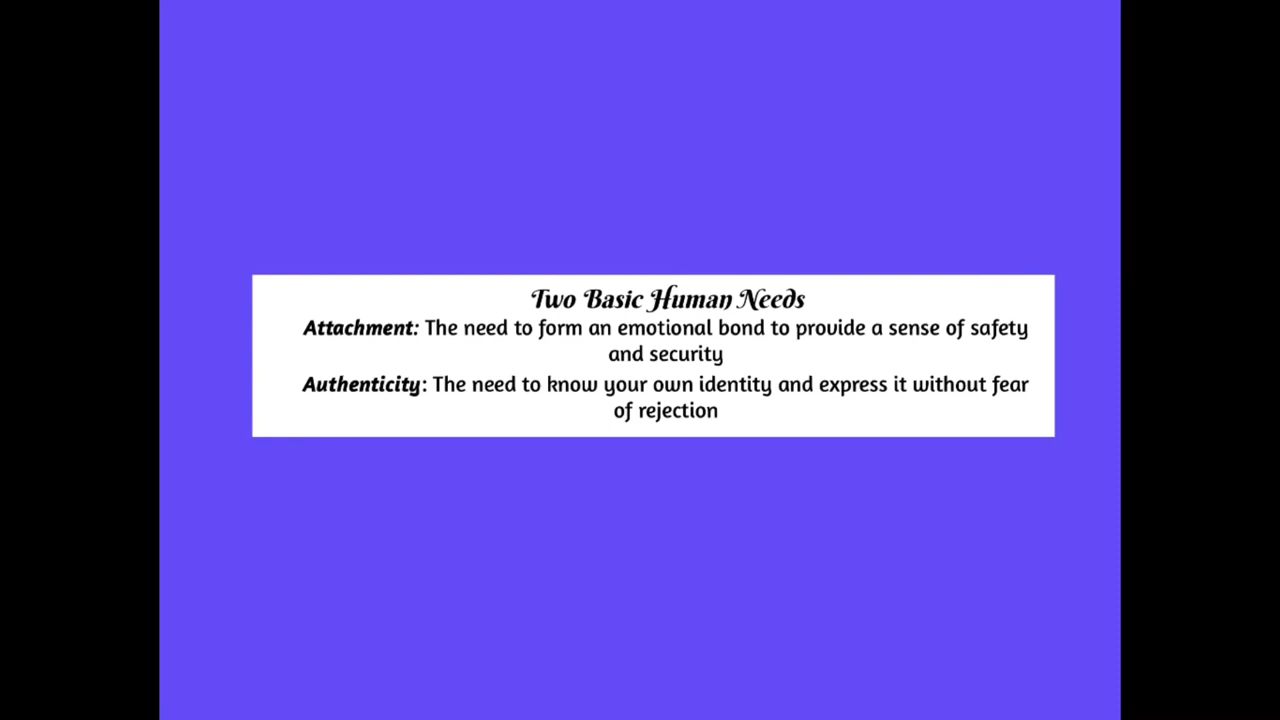 Two Basic Human Needs
Attachment: The need to form an emotional bond to provide a sense of safety
and security
Authenticity: The need to know your own identity and express it without fear
of rejection